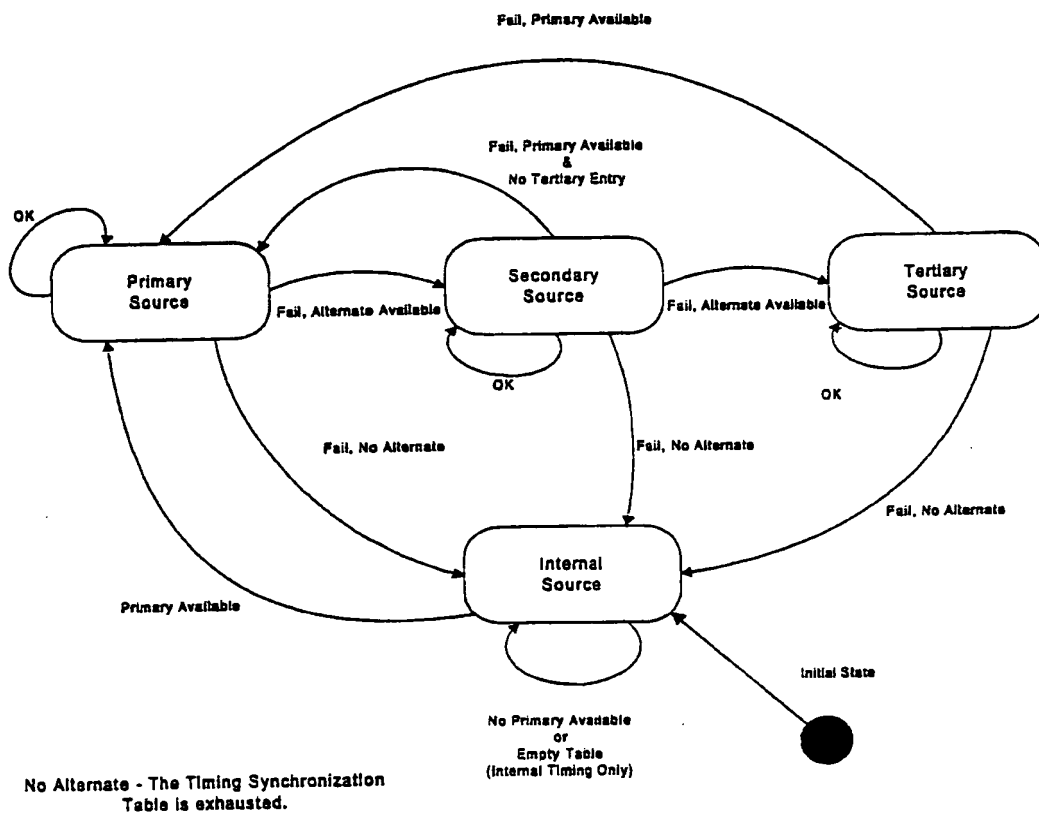 Fail, Primary Available
Fail, Primary Available
&
No Tertiary Entry
OK
Primary
Source
Secondary
Source
Tertiary
Source
Fail, Alternate Available
Fail, Alternate Available
OK
OK
Fail, No Alternate
Fail, No Alternate
Fail, No Alternate
Internal
Source
Primary Available
Initial State
No Primary Available
or
Empty Table
(Internal Timing Only)
No Alternate - The Timing Synchronization
Table is exhausted.